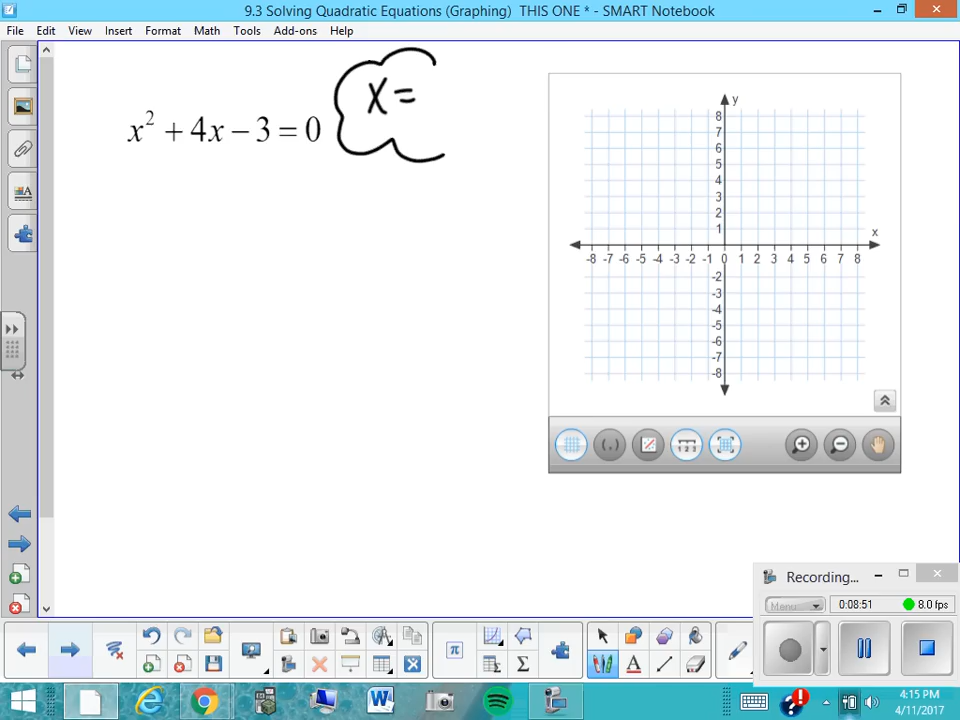 9.3 Solving Quadratic Equations (Graphing) THIS ONE * - SMART Notebook
File Edit View Insert Format Math Tools Add-ons Help
x² + 4x − 3 = 0
x =
y
8
7
6
5
4
3
2
1
x
-8 -7 -6 -5 -4 -3 -2 -1 0 1 2 3 4 5 6 7 8
-2
-3
-4
-5
-6
-7
-8
1 2 3
Recording...
Menu 0:08:51 8.0 fps
π Σ
A
4:15 PM
4/11/2017